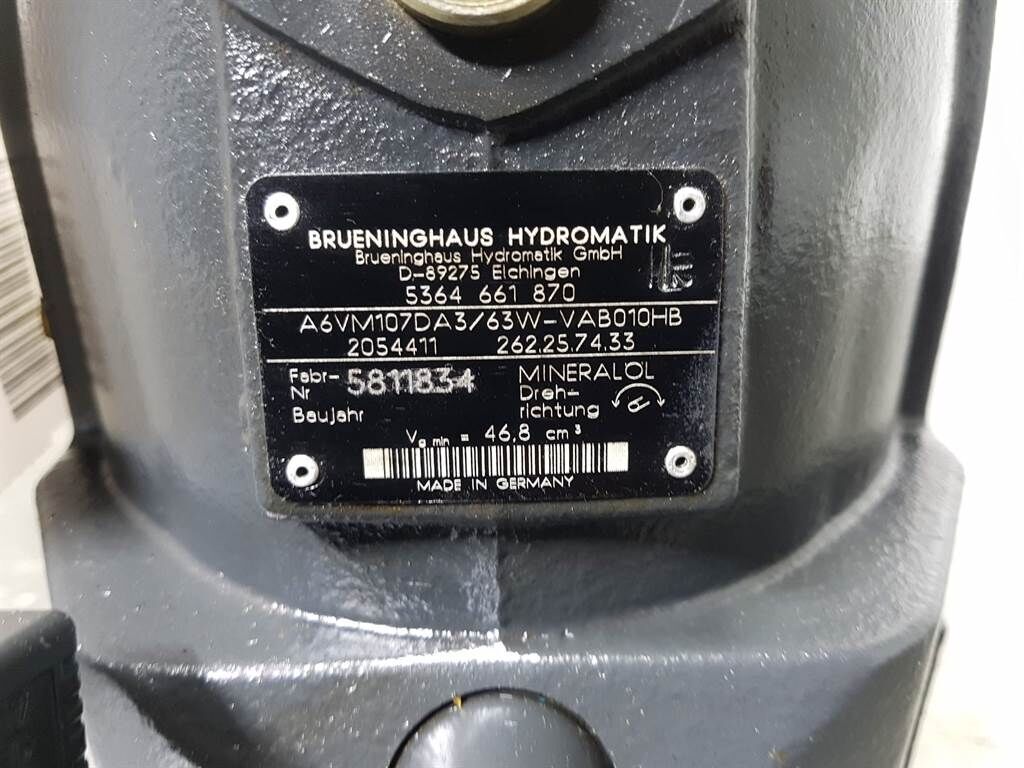 BRUENINGHAUS HYDROMATIK
Brueninghaus Hydromatik GmbH
D-89275 Elchingen
5364 661 870
A6VM107DA3/63W-VAB010HB
2054411 262.25.74.33
Fabr-Nr 5811834 MINERALÖL
Baujahr Dreh-richtung
Vg min = 46,8 cm³
MADE IN GERMANY